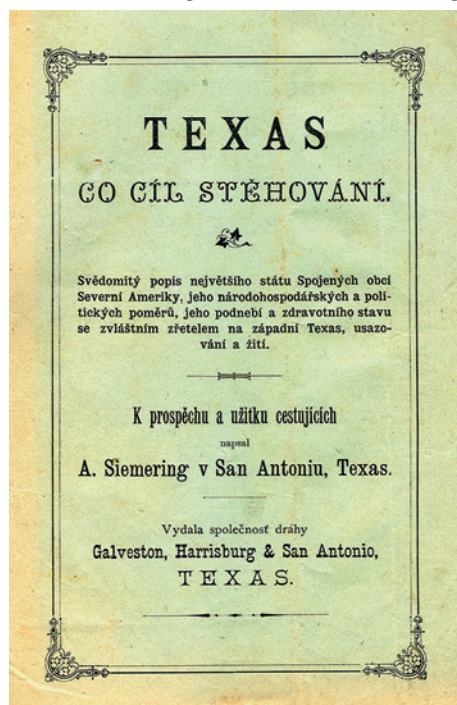 TEXAS
CO CÍL STĚHOVÁNÍ.
Svědomitý popis největšího státu Spojených obcí
Severní Ameriky, jeho národohospodářských a poli-
tických poměrů, jeho podnebí a zdravotního stavu
se zvláštním zřetelem na západní Texas, usazo-
vání a žití.
K prospěchu a užitku cestujících
napsal
A. Siemering v San Antoniu, Texas.
Vydala společnosť dráhy
Galveston, Harrisburg & San Antonio,
TEXAS.